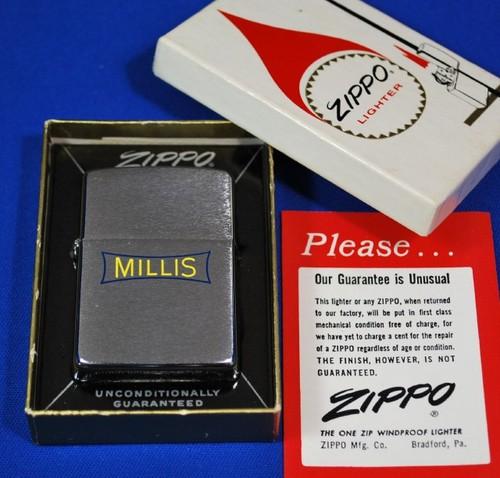 ZIPPO®
LIGHTER
ZIPPO®
MILLIS
UNCONDITIONALLY
GUARANTEED
Please...
Our Guarantee is Unusual
This lighter or any ZIPPO, when returned
to our factory, will be put in first class
mechanical condition free of charge, for
we have yet to charge a cent for the repair
of a ZIPPO regardless of age or condition.
THE FINISH, HOWEVER, IS NOT
GUARANTEED.
ZIPPO®
THE ONE ZIP WINDPROOF LIGHTER
ZIPPO Mfg. Co. Bradford, Pa.